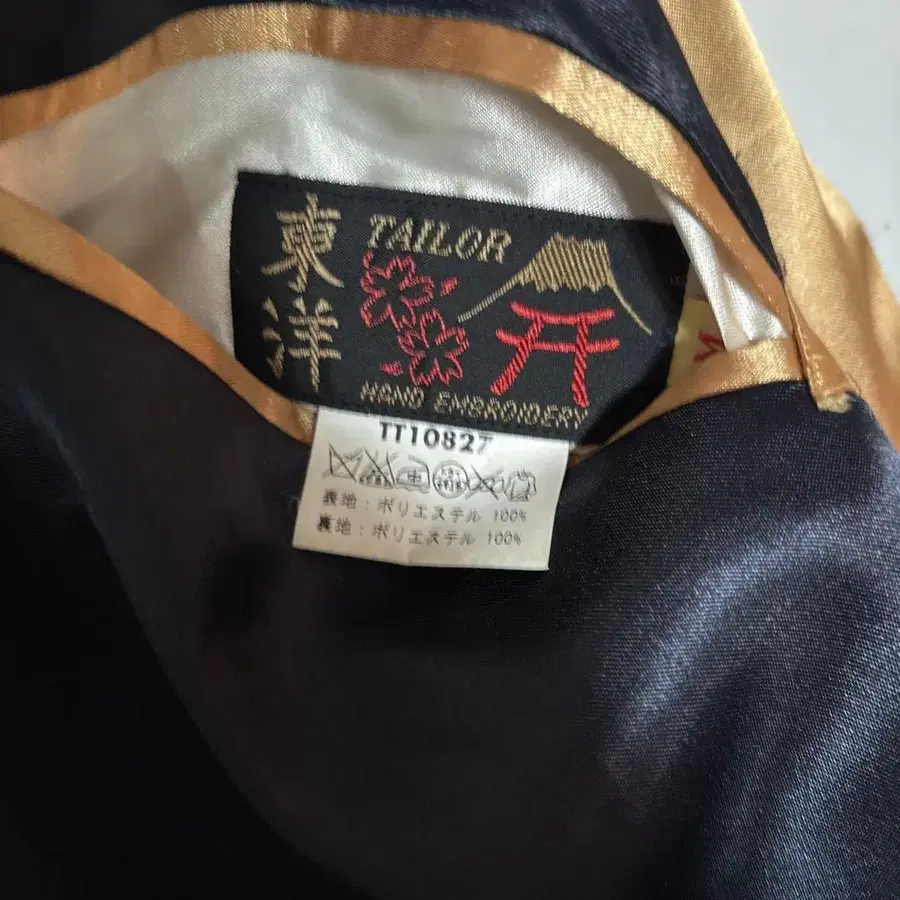 東洋
TAILOR
HAND EMBROIDERY
TT10827
表地:ポリエステル 100%
裏地:ポリエステル 100%